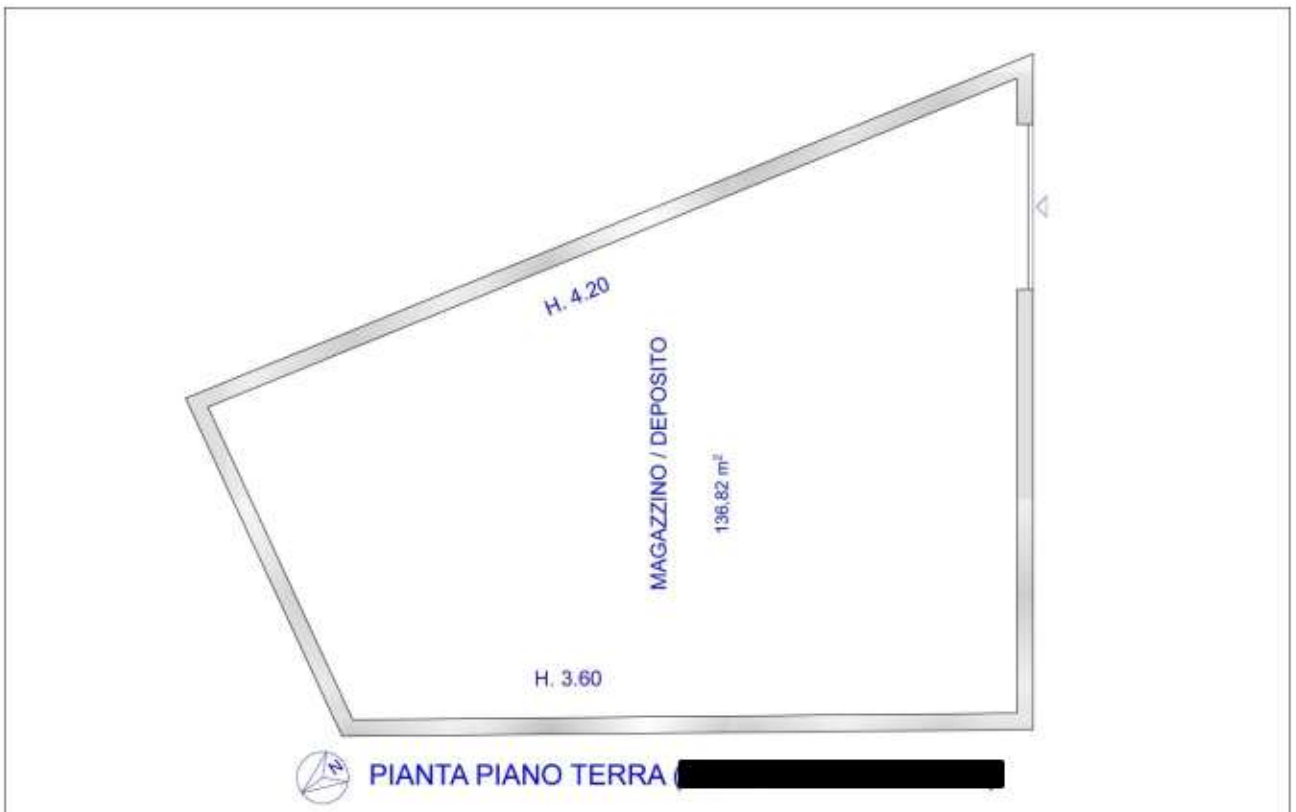 H. 4.20
MAGAZZINO / DEPOSITO
136,82 m²
H. 3.60
N
PIANTA PIANO TERRA (